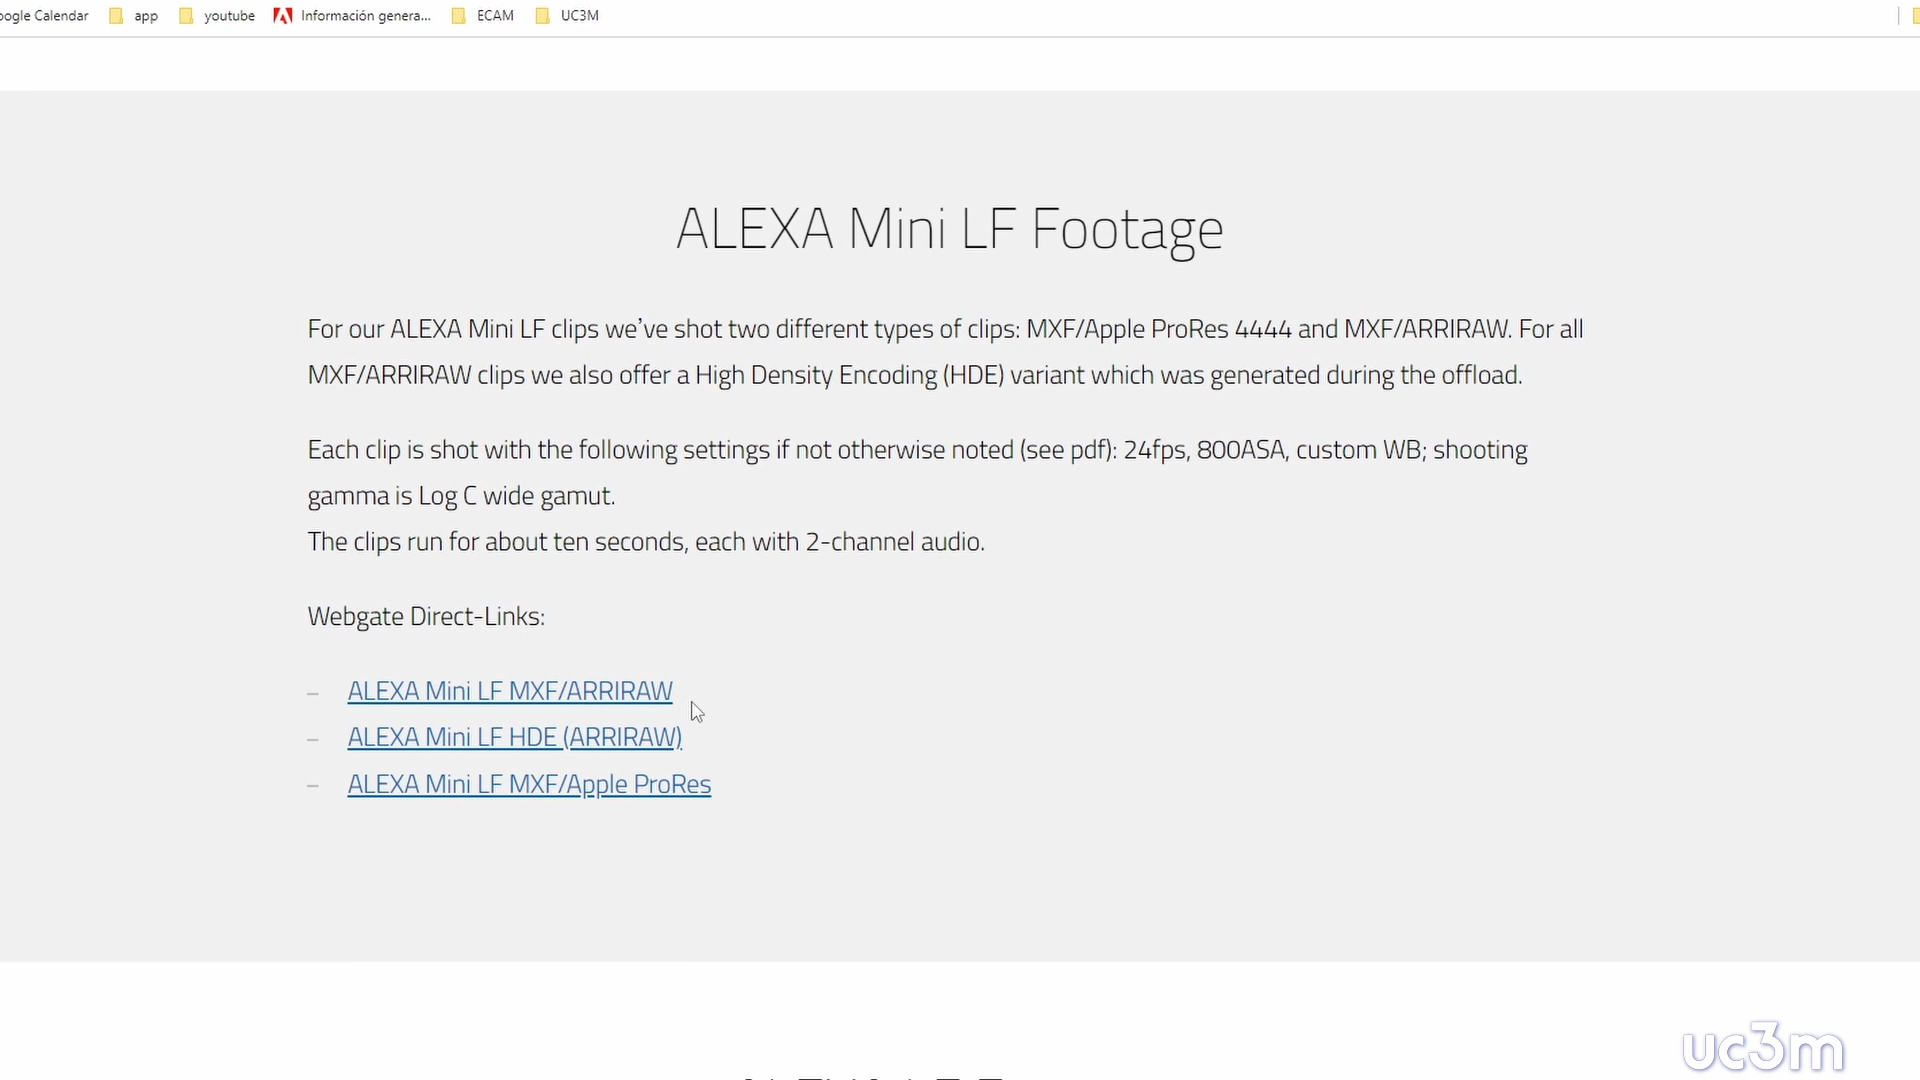 oogle Calendar app youtube Información genera... ECAM UC3M
ALEXA Mini LF Footage
For our ALEXA Mini LF clips we’ve shot two different types of clips: MXF/Apple ProRes 4444 and MXF/ARRIRAW. For all
MXF/ARRIRAW clips we also offer a High Density Encoding (HDE) variant which was generated during the offload.
Each clip is shot with the following settings if not otherwise noted (see pdf): 24fps, 800ASA, custom WB; shooting
gamma is Log C wide gamut.
The clips run for about ten seconds, each with 2-channel audio.
Webgate Direct-Links:
– ALEXA Mini LF MXF/ARRIRAW
– ALEXA Mini LF HDE (ARRIRAW)
– ALEXA Mini LF MXF/Apple ProRes
uc3m